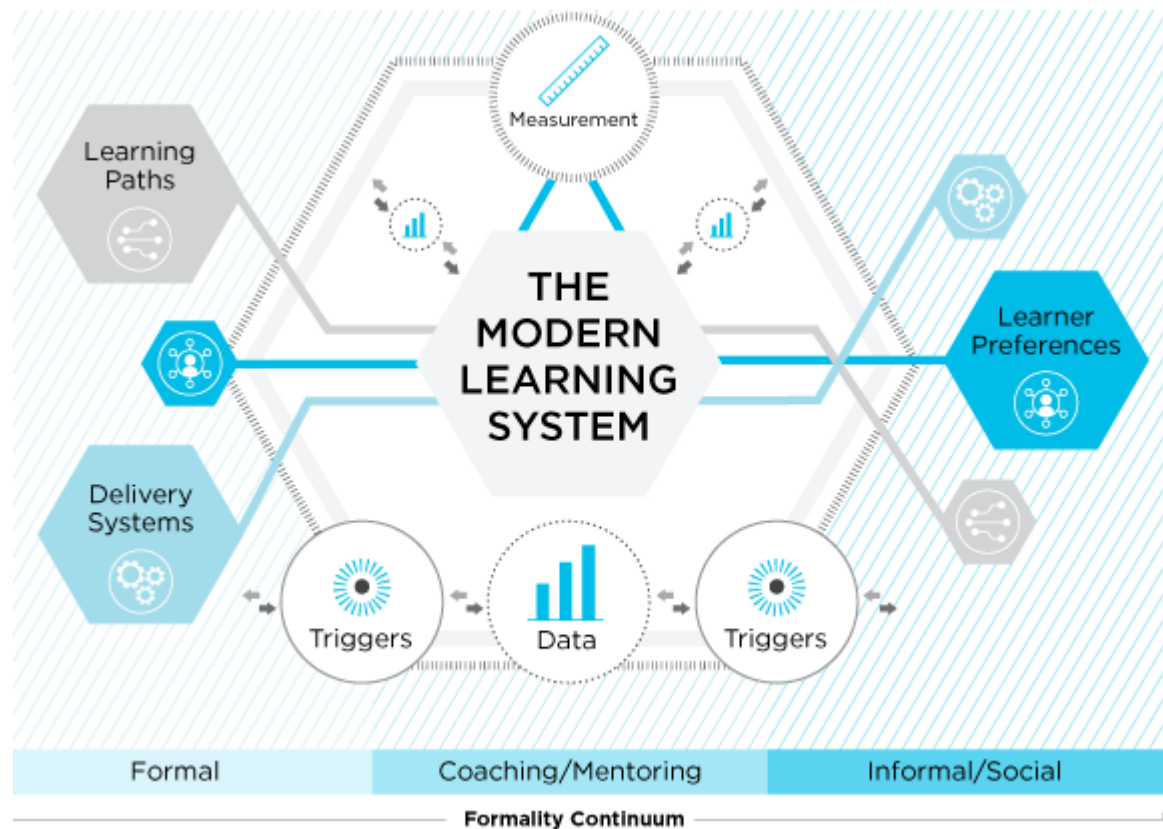 Measurement
Learning
Paths
THE
MODERN
LEARNING
SYSTEM
Learner
Preferences
Delivery
Systems
Triggers
Data
Triggers
Formal
Coaching/Mentoring
Informal/Social
Formality Continuum